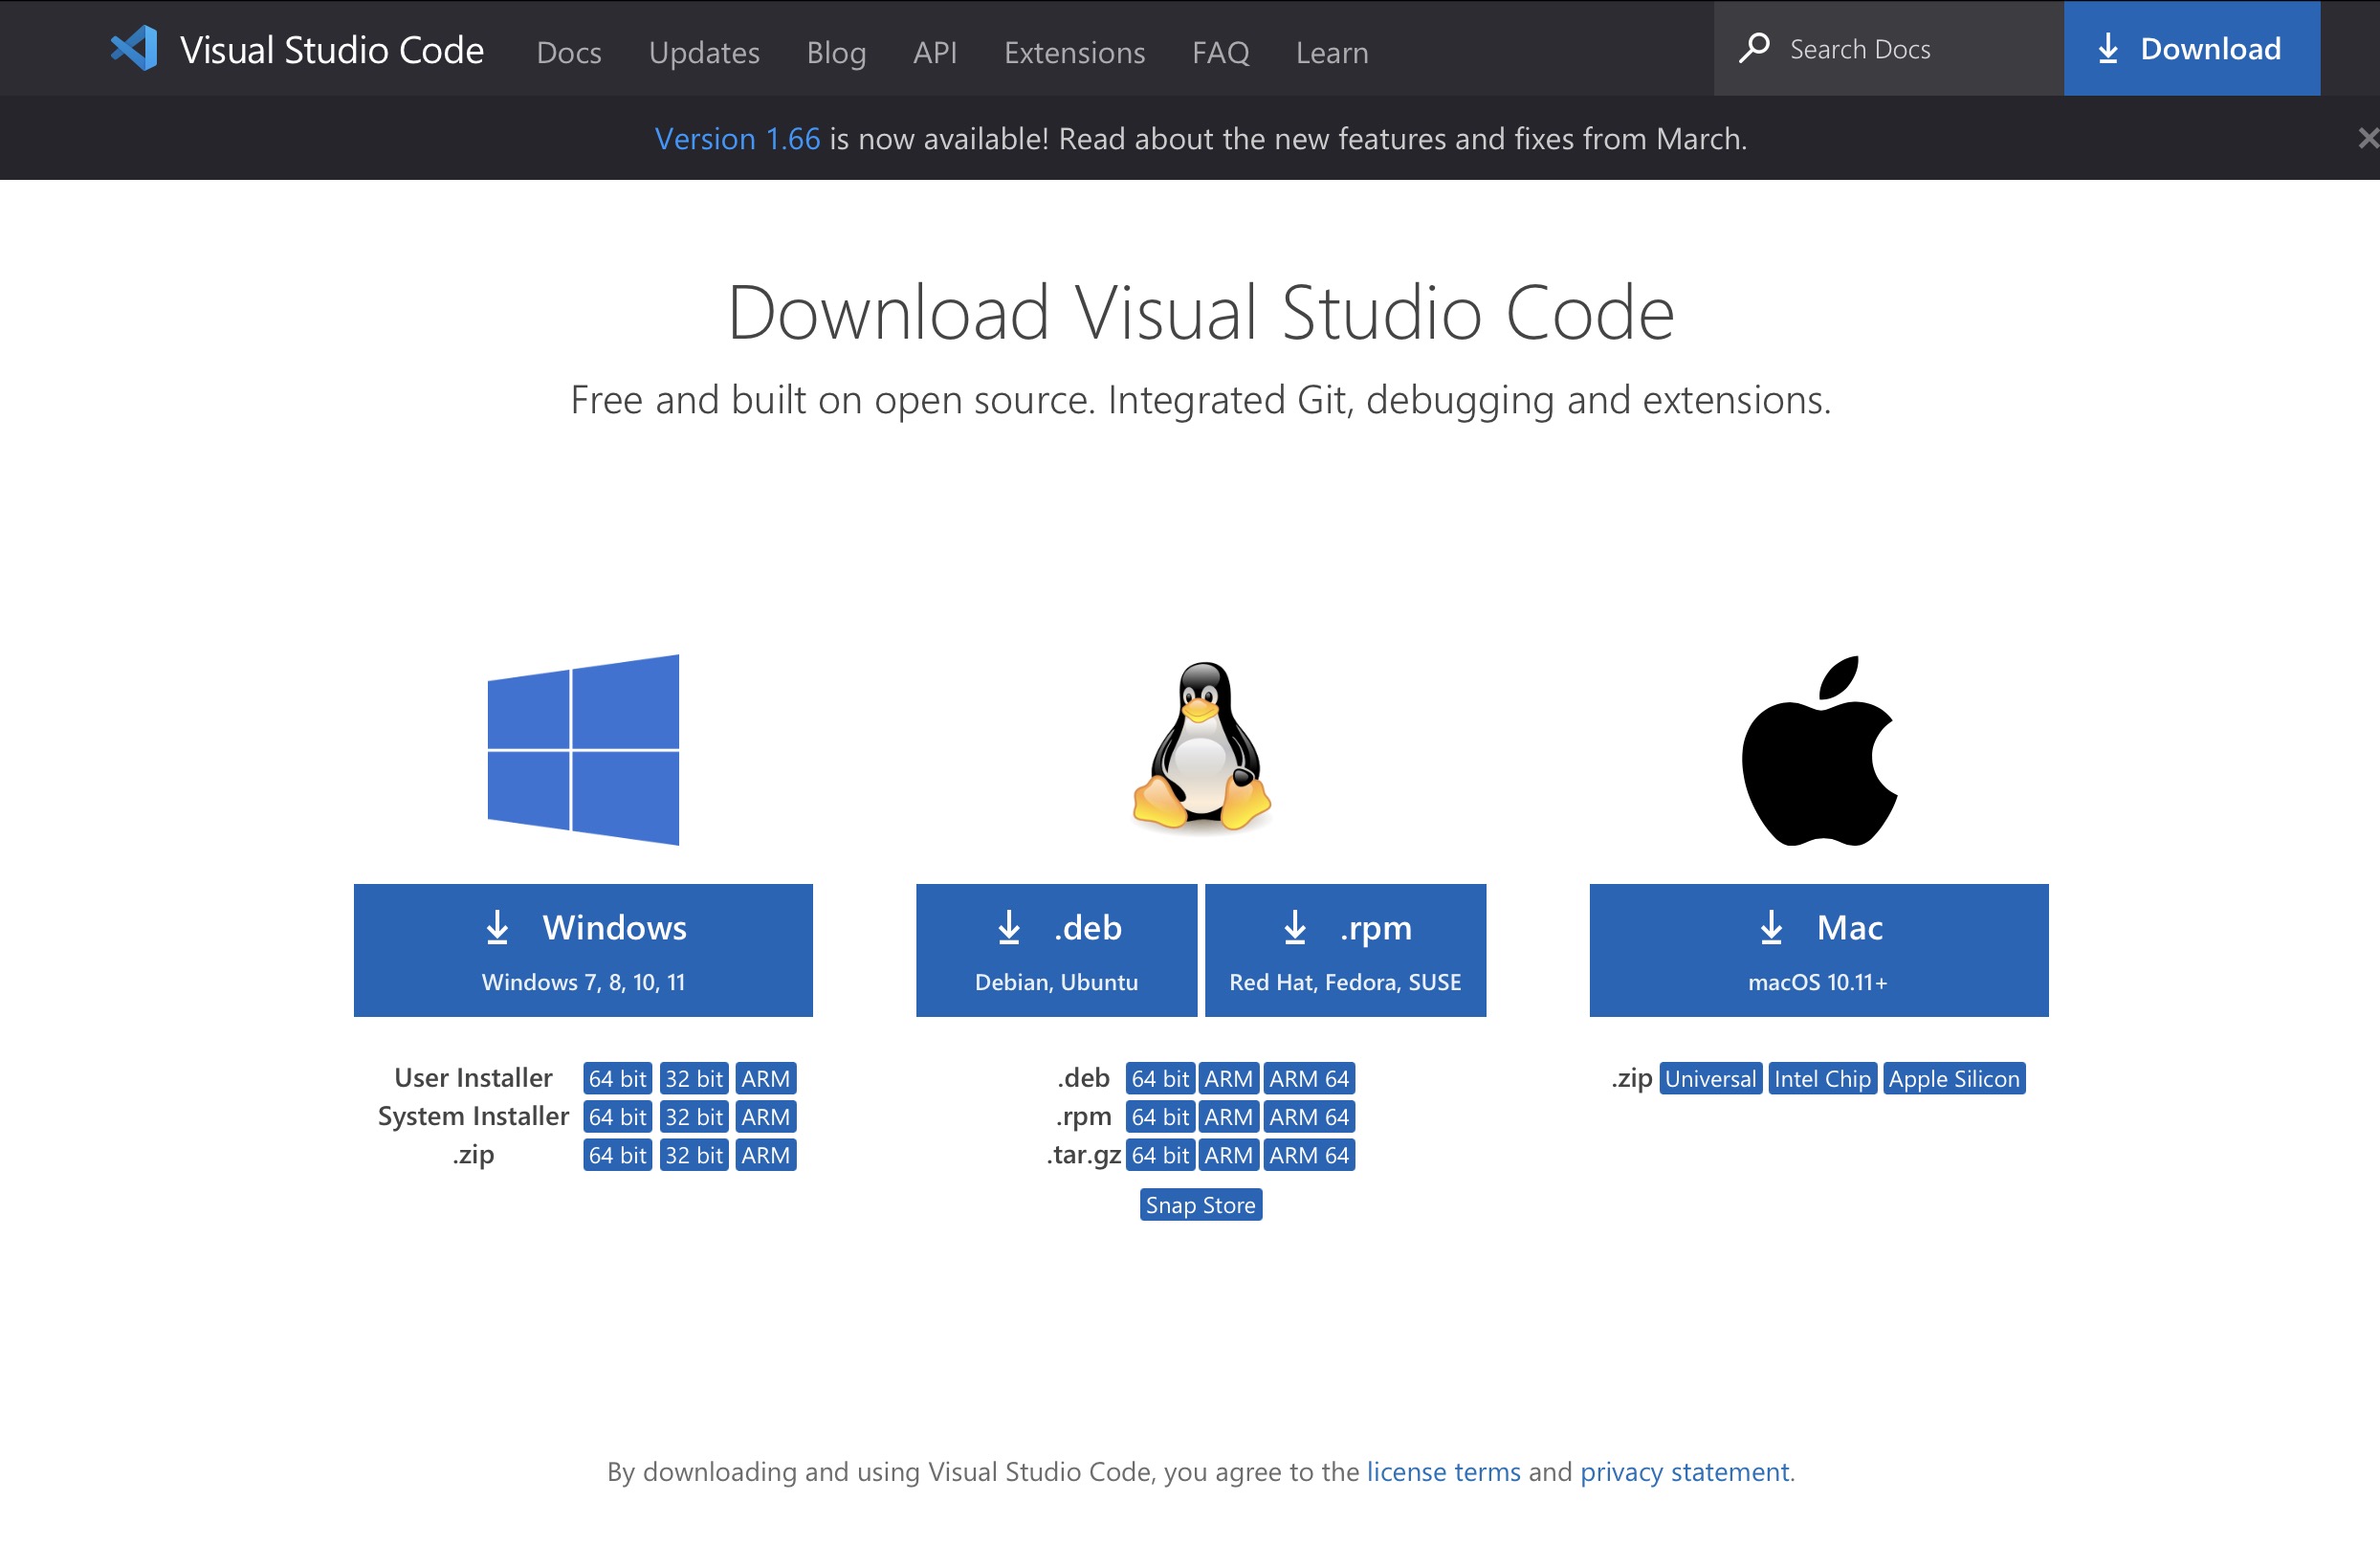 Visual Studio Code Docs Updates Blog API Extensions FAQ Learn Search Docs Download
Version 1.66 is now available! Read about the new features and fixes from March.
Download Visual Studio Code
Free and built on open source. Integrated Git, debugging and extensions.
Windows
Windows 7, 8, 10, 11
User Installer 64 bit 32 bit ARM
System Installer 64 bit 32 bit ARM
.zip 64 bit 32 bit ARM
.deb
Debian, Ubuntu
.rpm
Red Hat, Fedora, SUSE
.deb 64 bit ARM ARM 64
.rpm 64 bit ARM ARM 64
.tar.gz 64 bit ARM ARM 64
Snap Store
Mac
macOS 10.11+
.zip Universal Intel Chip Apple Silicon
By downloading and using Visual Studio Code, you agree to the license terms and privacy statement.